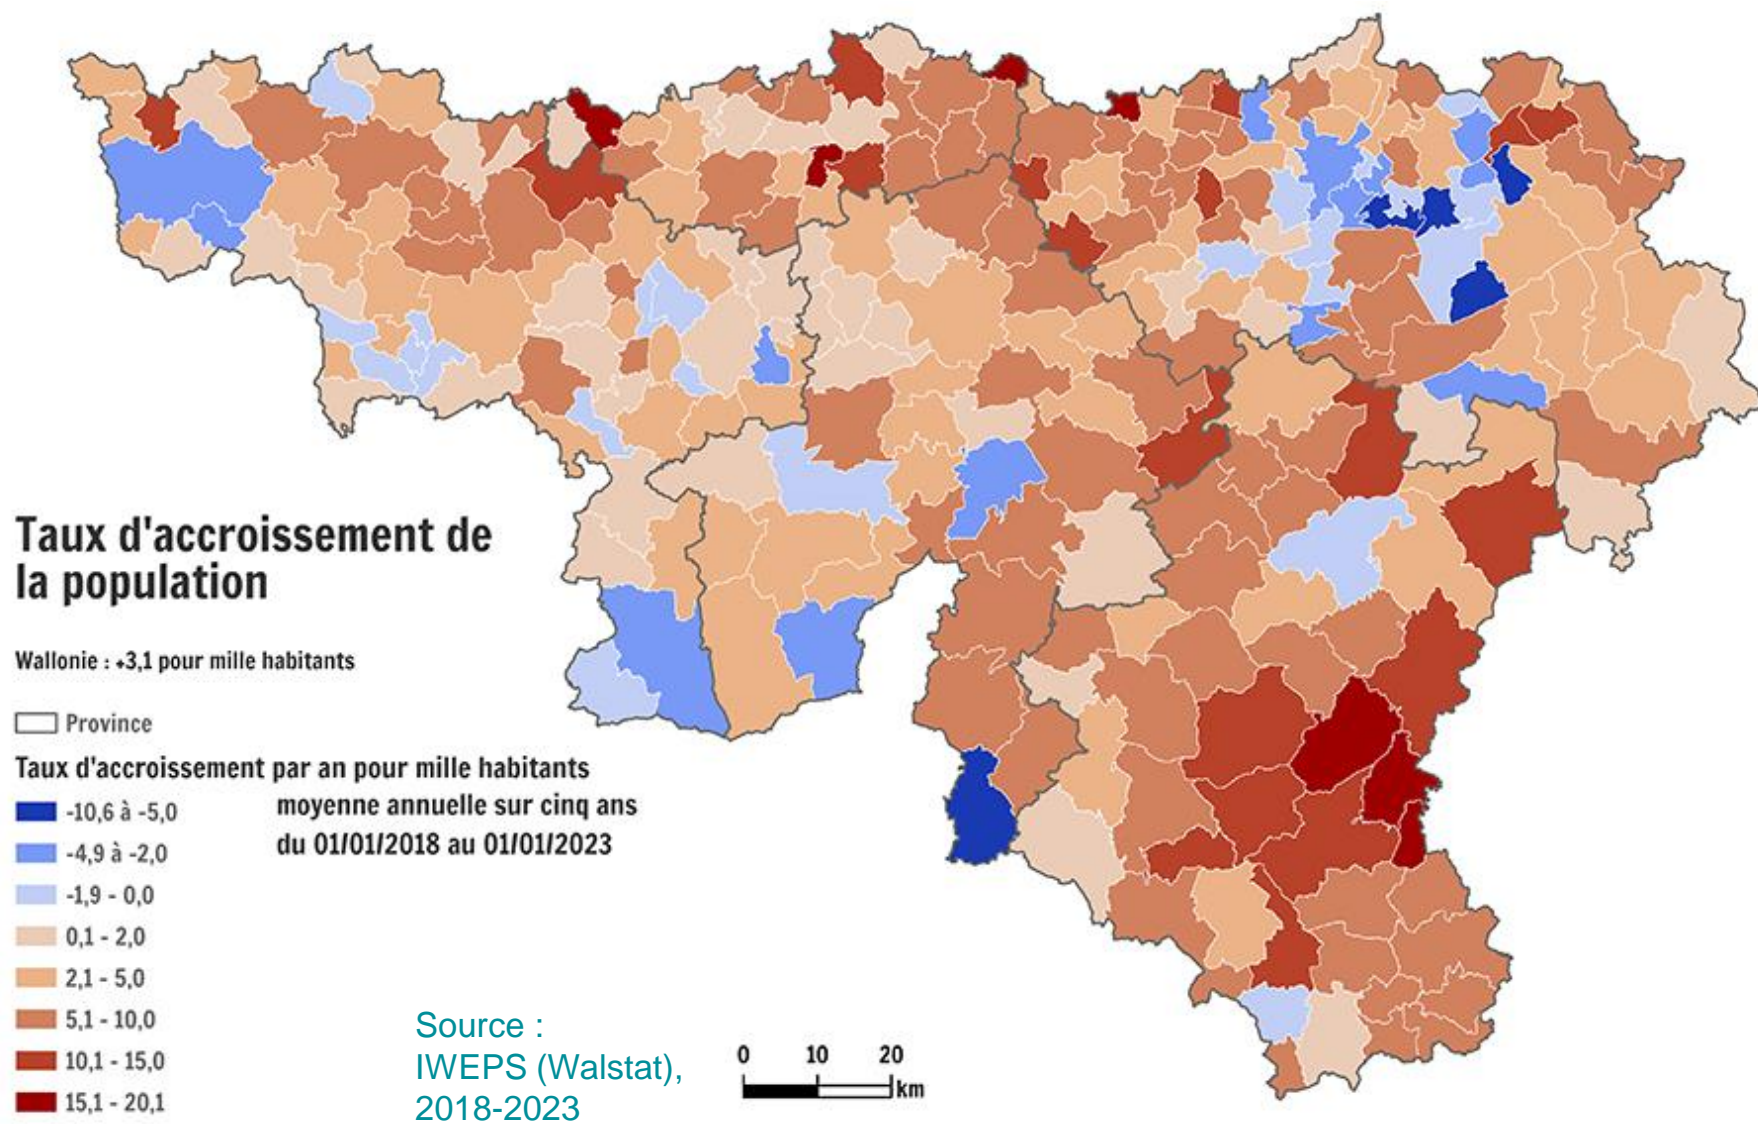 Taux d'accroissement de
la population
Wallonie : +3,1 pour mille habitants
Province
Taux d'accroissement par an pour mille habitants
moyenne annuelle sur cinq ans
du 01/01/2018 au 01/01/2023
-10,6 à -5,0
-4,9 à -2,0
-1,9 - 0,0
0,1 - 2,0
2,1 - 5,0
5,1 - 10,0
10,1 - 15,0
15,1 - 20,1
Source :
IWEPS (Walstat),
2018-2023
0 10 20
km